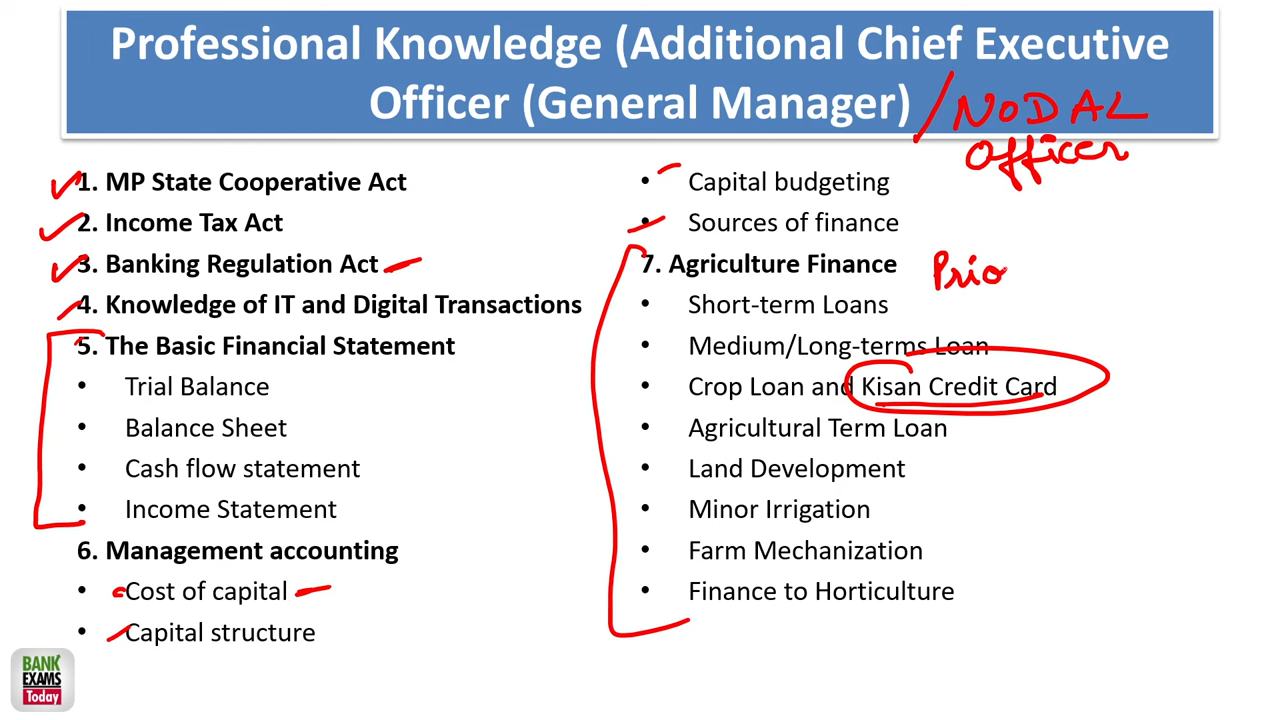 Professional Knowledge (Additional Chief Executive
Officer (General Manager) / NODAL
Officer
1. MP State Cooperative Act
2. Income Tax Act
3. Banking Regulation Act
4. Knowledge of IT and Digital Transactions
5. The Basic Financial Statement
• Trial Balance
• Balance Sheet
• Cash flow statement
• Income Statement
6. Management accounting
• Cost of capital
• Capital structure
• Capital budgeting
• Sources of finance
7. Agriculture Finance Prio
• Short-term Loans
• Medium/Long-terms Loan
• Crop Loan and Kisan Credit Card
• Agricultural Term Loan
• Land Development
• Minor Irrigation
• Farm Mechanization
• Finance to Horticulture
BANK
EXAMS
Today